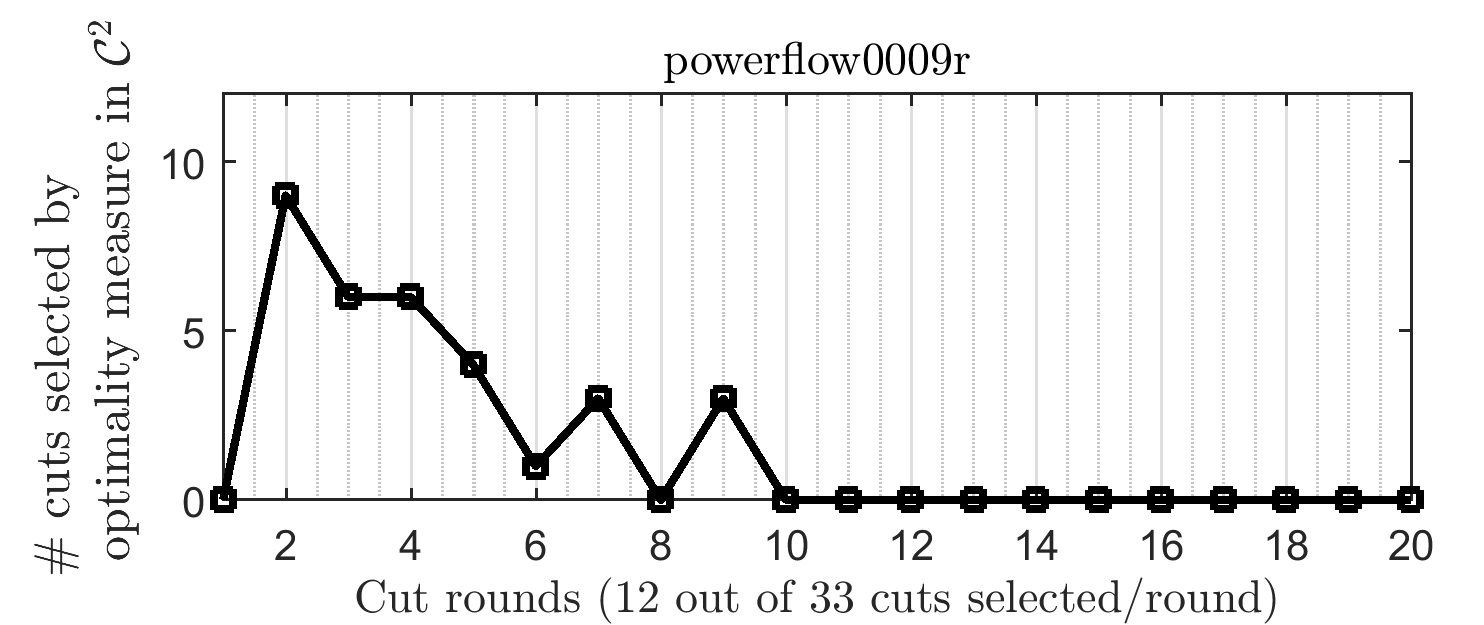 powerflow0009r
# cuts selected by
optimality measure in 𝒞²
10
5
0
2 4 6 8 10 12 14 16 18 20
Cut rounds (12 out of 33 cuts selected/round)